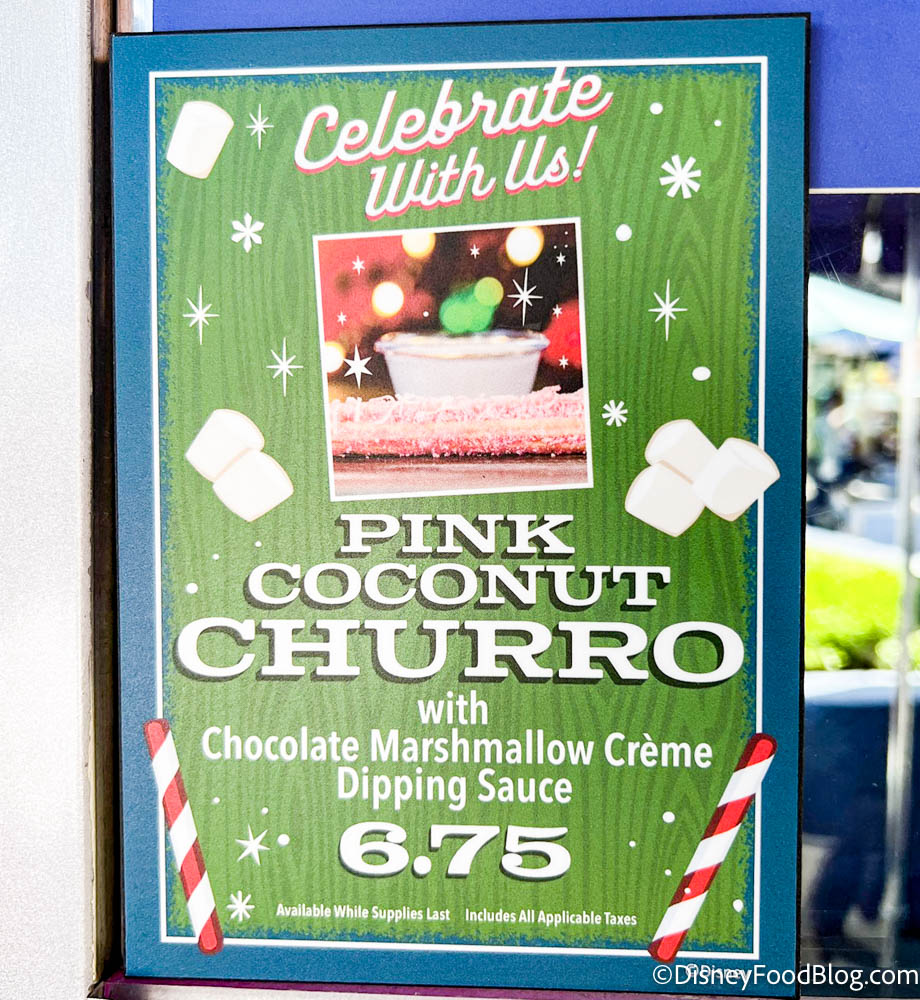 Celebrate
With Us!
PINK
COCONUT
CHURRO
with
Chocolate Marshmallow Crème
Dipping Sauce
6.75
Available While Supplies Last Includes All Applicable Taxes
©Disney
©DisneyFoodBlog.com